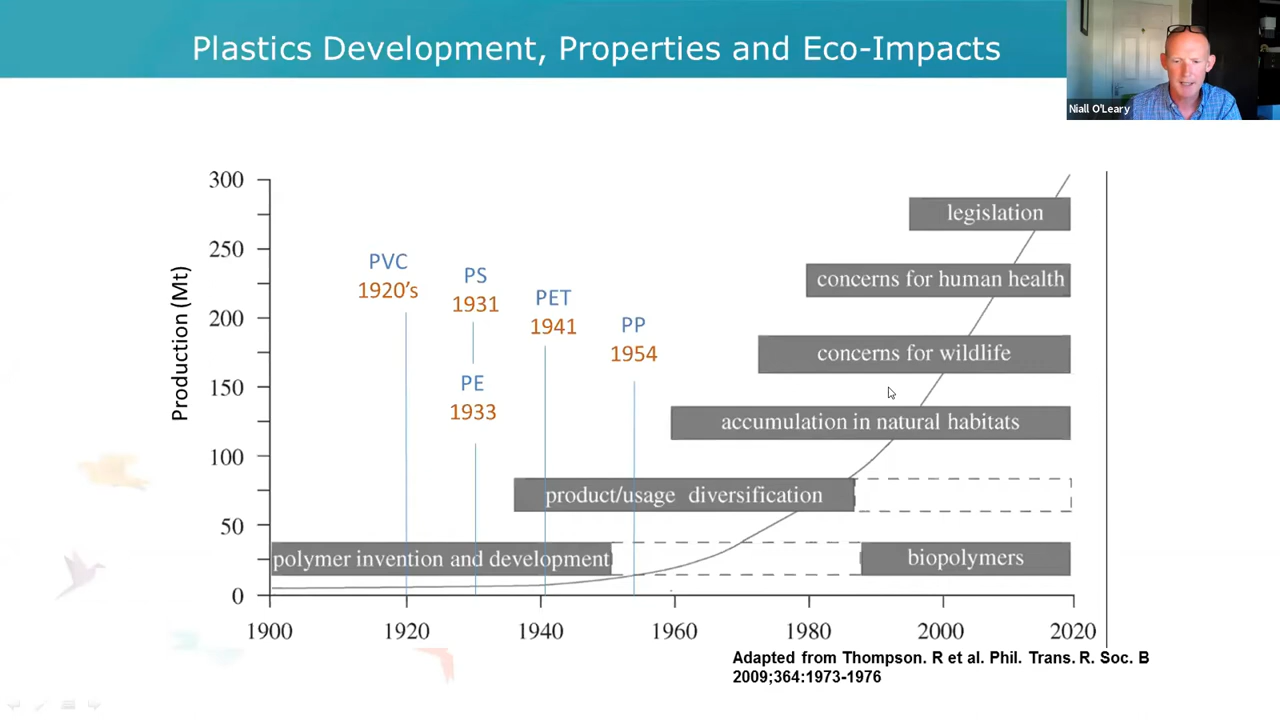 Plastics Development, Properties and Eco-Impacts
Niall O'Leary
Production (Mt)
300
250
200
150
100
50
0
PVC
1920's
PS
1931
PE
1933
PET
1941
PP
1954
legislation
concerns for human health
concerns for wildlife
accumulation in natural habitats
product/usage diversification
polymer invention and development
biopolymers
1900
1920
1940
1960
1980
2000
2020
Adapted from Thompson. R et al. Phil. Trans. R. Soc. B
2009;364:1973-1976